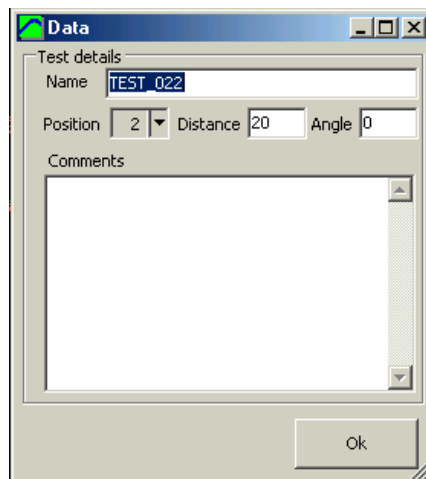 Data
Test details
Name TEST_022
Position 2 Distance 20 Angle 0
Comments
Ok